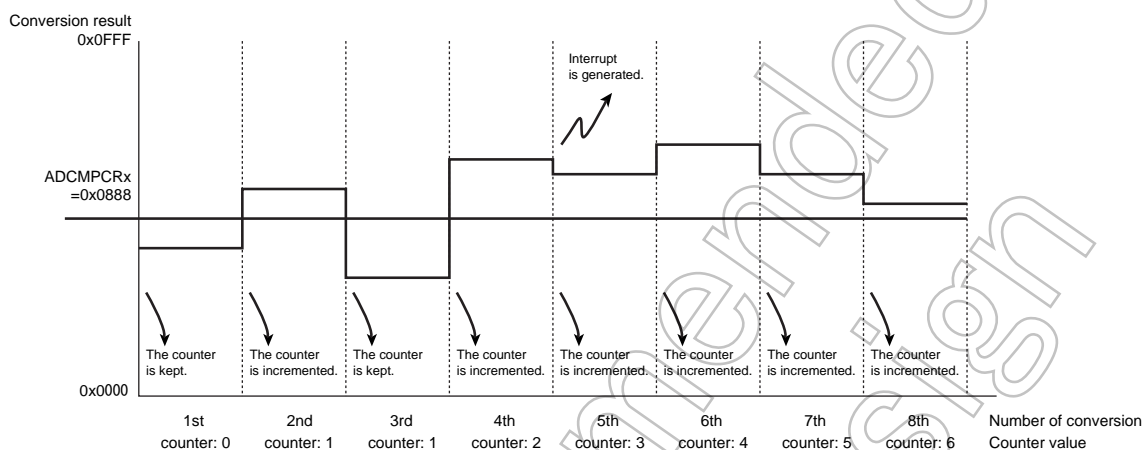 Conversion result
0x0FFF
Interrupt
is generated.
ADCMPCRx
=0x0888
The counter
is kept.
The counter
is incremented.
The counter
is kept.
The counter
is incremented.
The counter
is incremented.
The counter
is incremented.
The counter
is incremented.
The counter
is incremented.
0x0000
1st 2nd 3rd 4th 5th 6th 7th 8th Number of conversion
counter: 0 counter: 1 counter: 1 counter: 2 counter: 3 counter: 4 counter: 5 counter: 6 Counter value
mended
sign